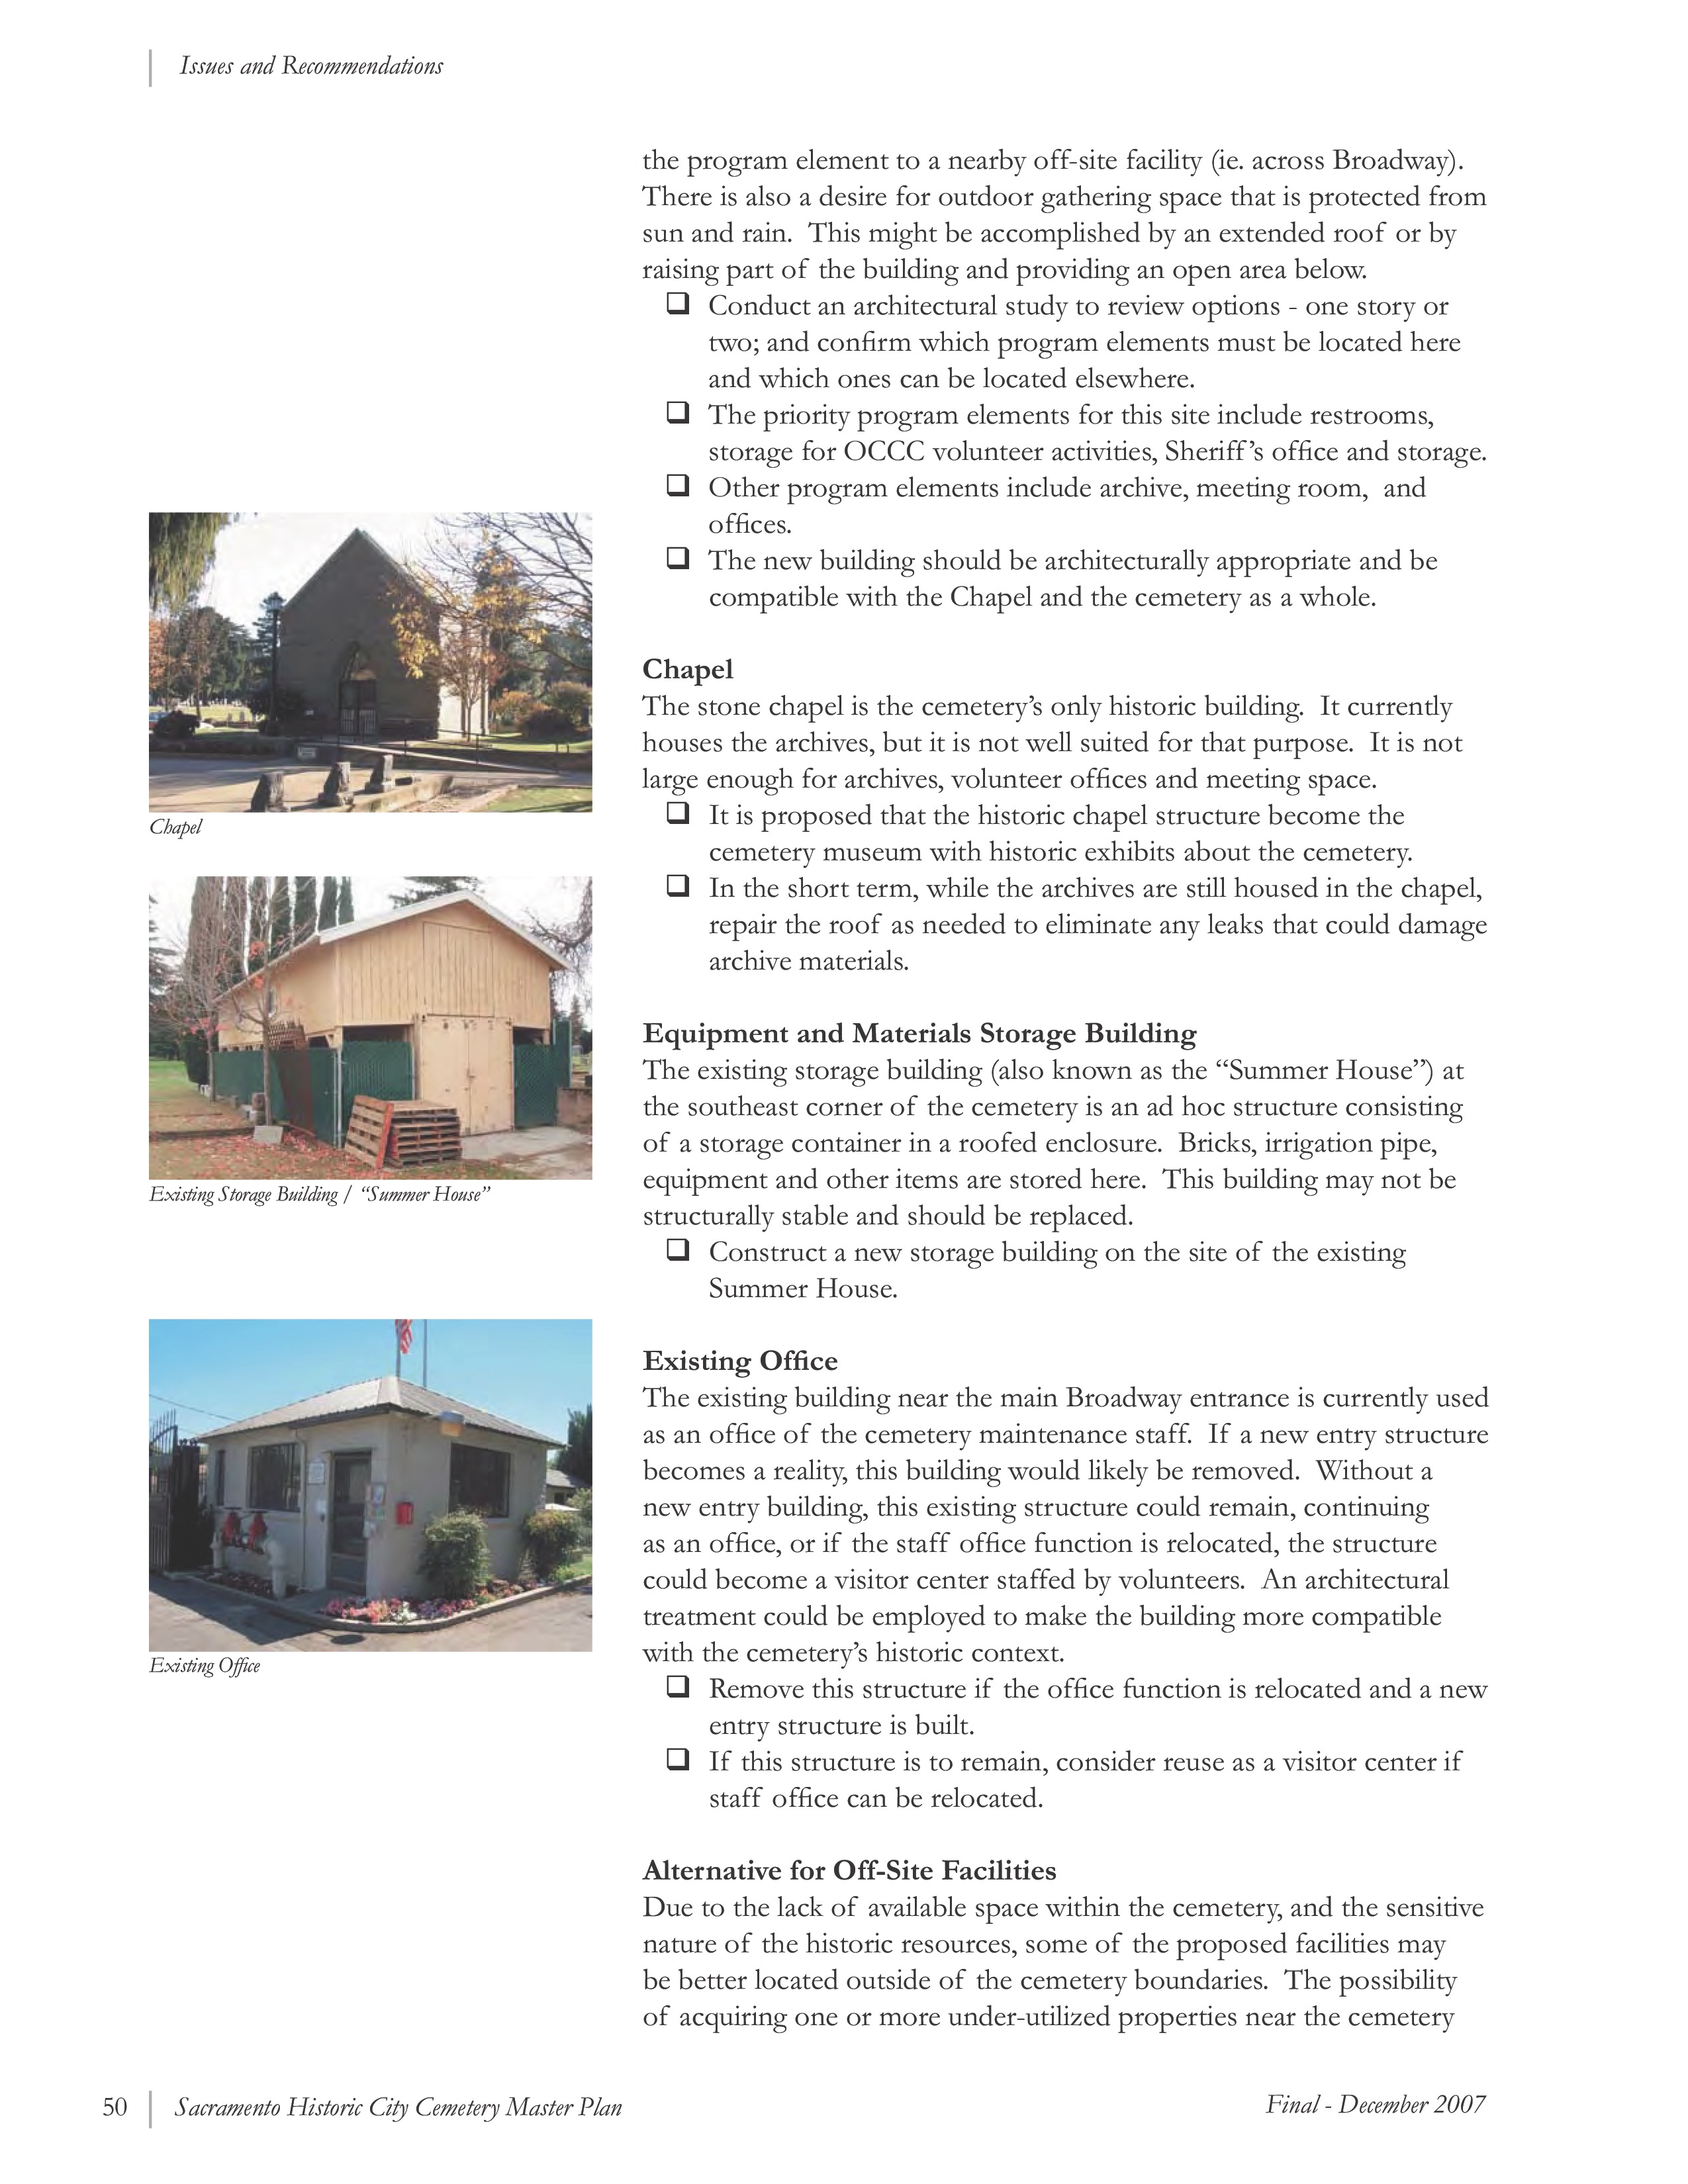 Issues and Recommendations
the program element to a nearby off-site facility (ie. across Broadway).
There is also a desire for outdoor gathering space that is protected from
sun and rain.  This might be accomplished by an extended roof or by
raising part of the building and providing an open area below.
❑ Conduct an architectural study to review options - one story or
two; and confirm which program elements must be located here
and which ones can be located elsewhere.
❑ The priority program elements for this site include restrooms,
storage for OCCC volunteer activities, Sheriff's office and storage.
❑ Other program elements include archive, meeting room,  and
offices.
❑ The new building should be architecturally appropriate and be
compatible with the Chapel and the cemetery as a whole.
Chapel
The stone chapel is the cemetery's only historic building.  It currently
houses the archives, but it is not well suited for that purpose.  It is not
large enough for archives, volunteer offices and meeting space.
❑ It is proposed that the historic chapel structure become the
cemetery museum with historic exhibits about the cemetery.
❑ In the short term, while the archives are still housed in the chapel,
repair the roof as needed to eliminate any leaks that could damage
archive materials.
Chapel
Equipment and Materials Storage Building
The existing storage building (also known as the “Summer House”) at
the southeast corner of the cemetery is an ad hoc structure consisting
of a storage container in a roofed enclosure.  Bricks, irrigation pipe,
equipment and other items are stored here.  This building may not be
structurally stable and should be replaced.
❑ Construct a new storage building on the site of the existing
Summer House.
Existing Storage Building / “Summer House”
Existing Office
The existing building near the main Broadway entrance is currently used
as an office of the cemetery maintenance staff.  If a new entry structure
becomes a reality, this building would likely be removed.  Without a
new entry building, this existing structure could remain, continuing
as an office, or if the staff office function is relocated, the structure
could become a visitor center staffed by volunteers.  An architectural
treatment could be employed to make the building more compatible
with the cemetery's historic context.
❑ Remove this structure if the office function is relocated and a new
entry structure is built.
❑ If this structure is to remain, consider reuse as a visitor center if
staff office can be relocated.
Existing Office
Alternative for Off-Site Facilities
Due to the lack of available space within the cemetery, and the sensitive
nature of the historic resources, some of the proposed facilities may
be better located outside of the cemetery boundaries.  The possibility
of acquiring one or more under-utilized properties near the cemetery
50
Sacramento Historic City Cemetery Master Plan
Final - December 2007